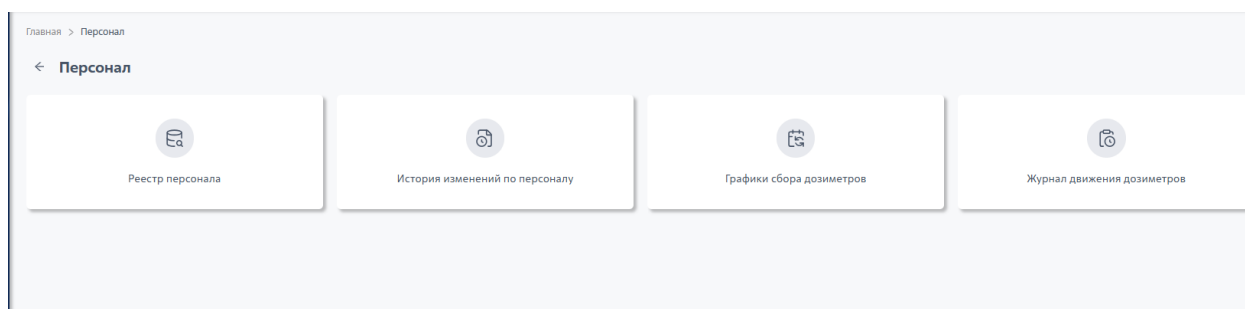 Главная > Персонал
← Персонал
Реестр персонала
История изменений по персоналу
Графики сбора дозиметров
Журнал движения дозиметров